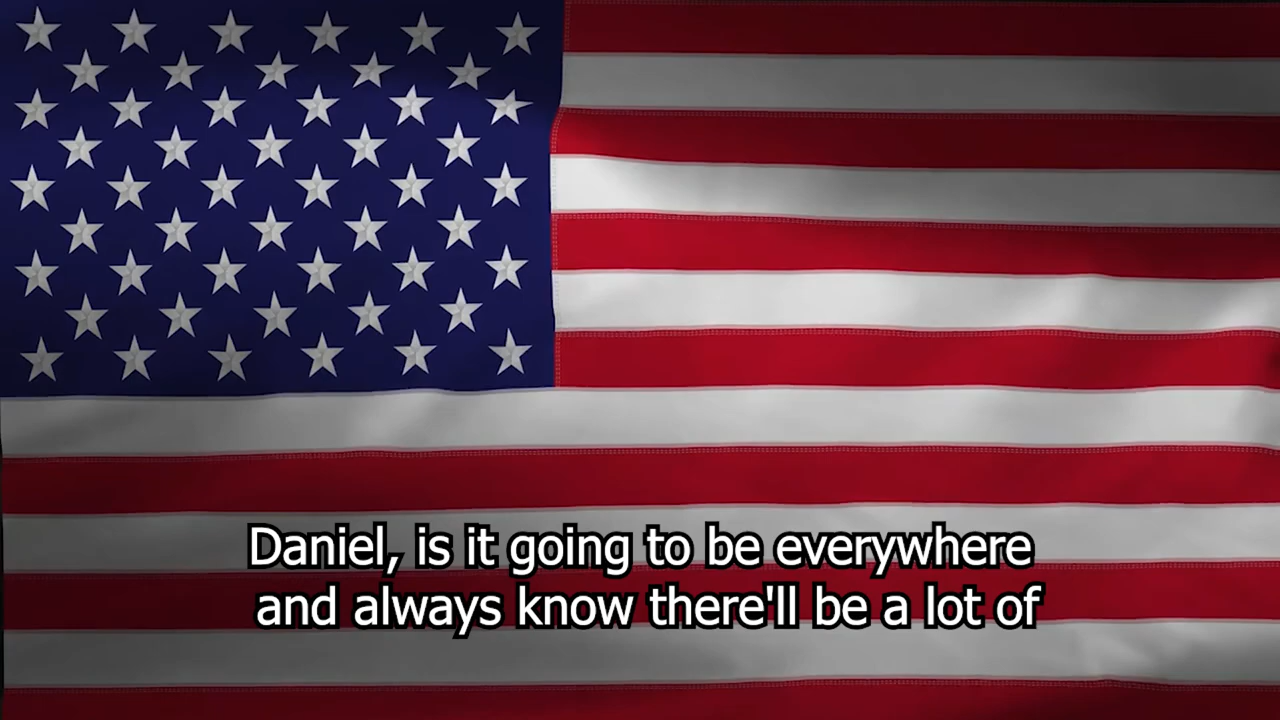 Daniel, is it going to be everywhere
and always know there'll be a lot of